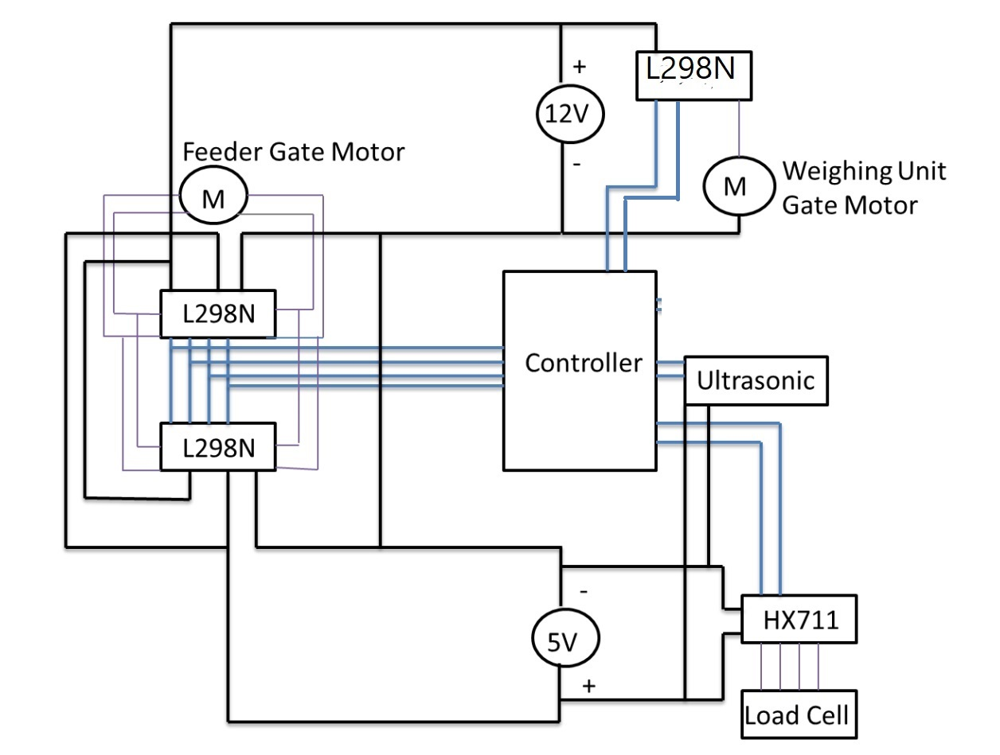 L298N
+
12V
-
Feeder Gate Motor
M
M
Weighing Unit
Gate Motor
L298N
Controller
Ultrasonic
L298N
-
5V
+
HX711
Load Cell